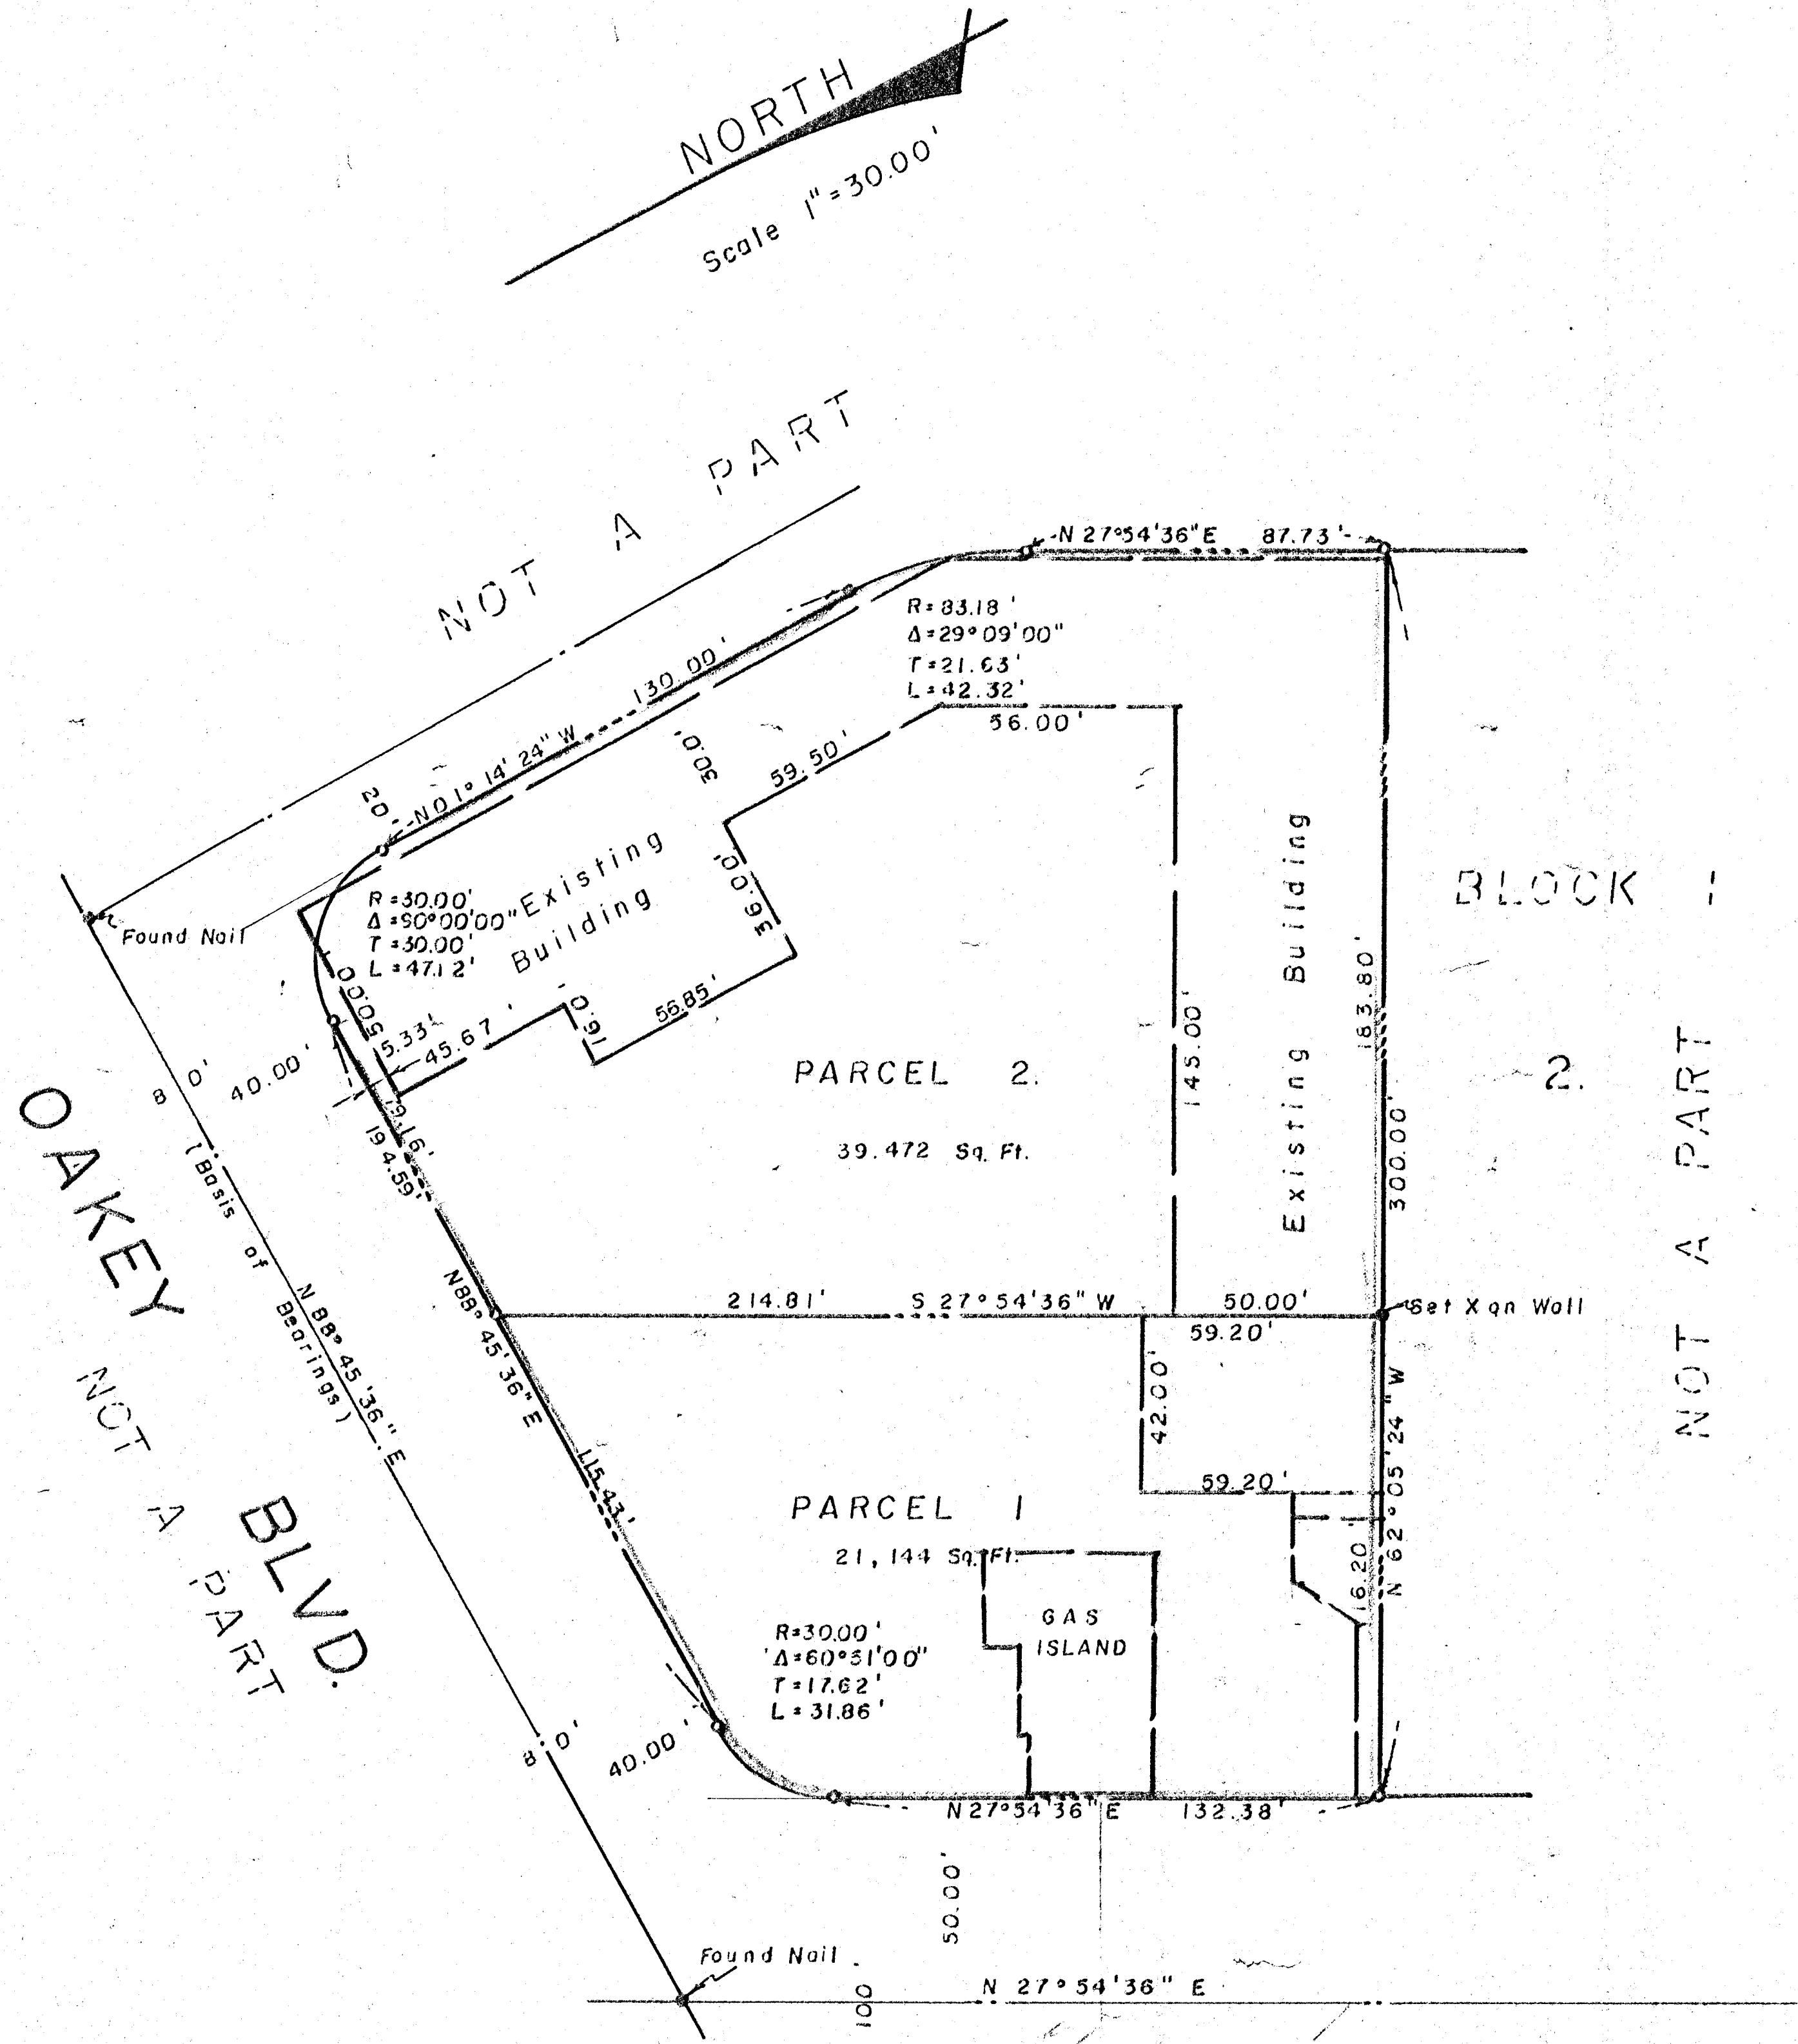 NORTH
Scale 1"=30.00'
NOT A PART
N 27°54'36"E 87.73'
R=83.18'
Δ=29°09'00"
T=21.63'
L=42.32'
130.00'
N01°14'24"W
20'
30.0'
59.50'
56.00'
36.00'
Existing
Building
R=30.00'
Δ=90°00'00"
T=30.00'
L=47.12'
Found Nail
50.00
5.33'
45.67'
16.0'
56.85'
80'
40.00'
19.16'
194.59'
PARCEL 2.
39.472 Sq. Ft.
145.00'
Existing Building
183.80'
300.00'
BLOCK 1
2.
NOT A PART
OAKEY BLVD.
NOT A PART
(Basis of Bearings)
N 88°45'36" E
N88°45'36" E
115.43'
214.81' S 27°54'36" W 50.00'
59.20'
Set X on Wall
42.00'
59.20'
N 62°05'24" W
16.20'
PARCEL 1
21,144 Sq. Ft.
GAS
ISLAND
R=30.00'
Δ=60°51'00"
T=17.62'
L=31.86'
80'
40.00'
N 27°54'36" E 132.38'
50.00'
Found Nail
100
N 27°54'36" E